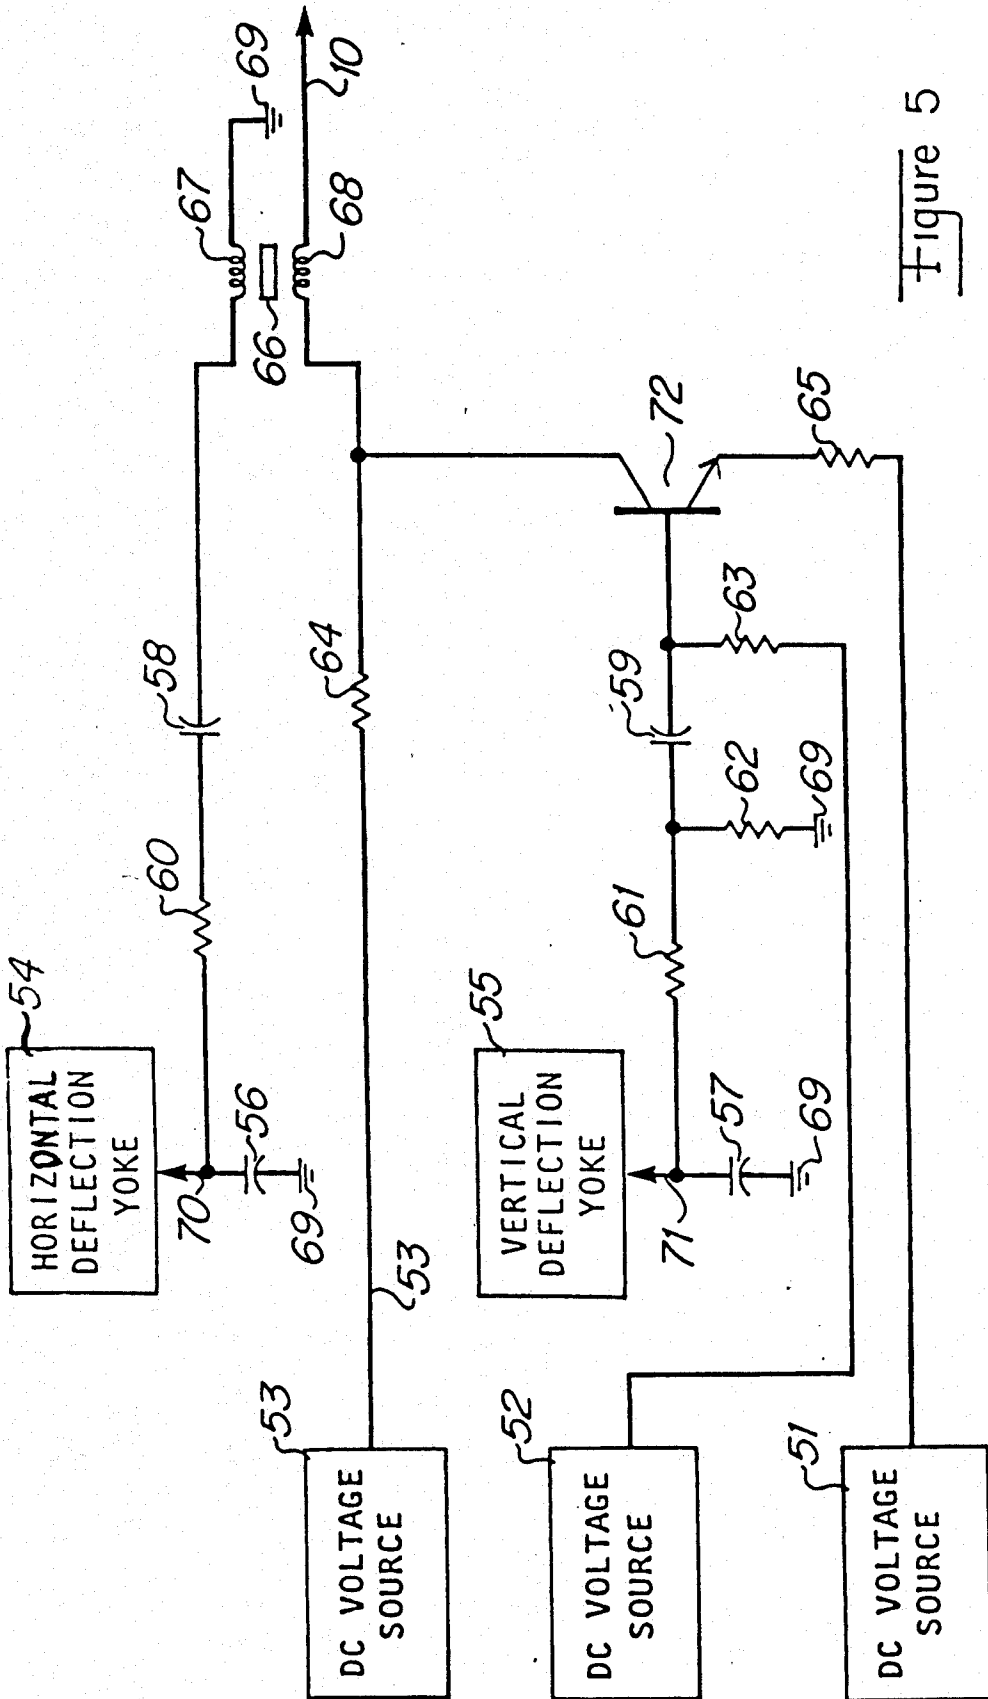 HORIZONTAL
DEFLECTION
YOKE
54
70
56
69
60
58
67
69
66
68
10
DC VOLTAGE
SOURCE
53
53
64
VERTICAL
DEFLECTION
YOKE
55
71
57
69
61
59
62
69
63
72
65
DC VOLTAGE
SOURCE
52
DC VOLTAGE
SOURCE
51
Figure 5